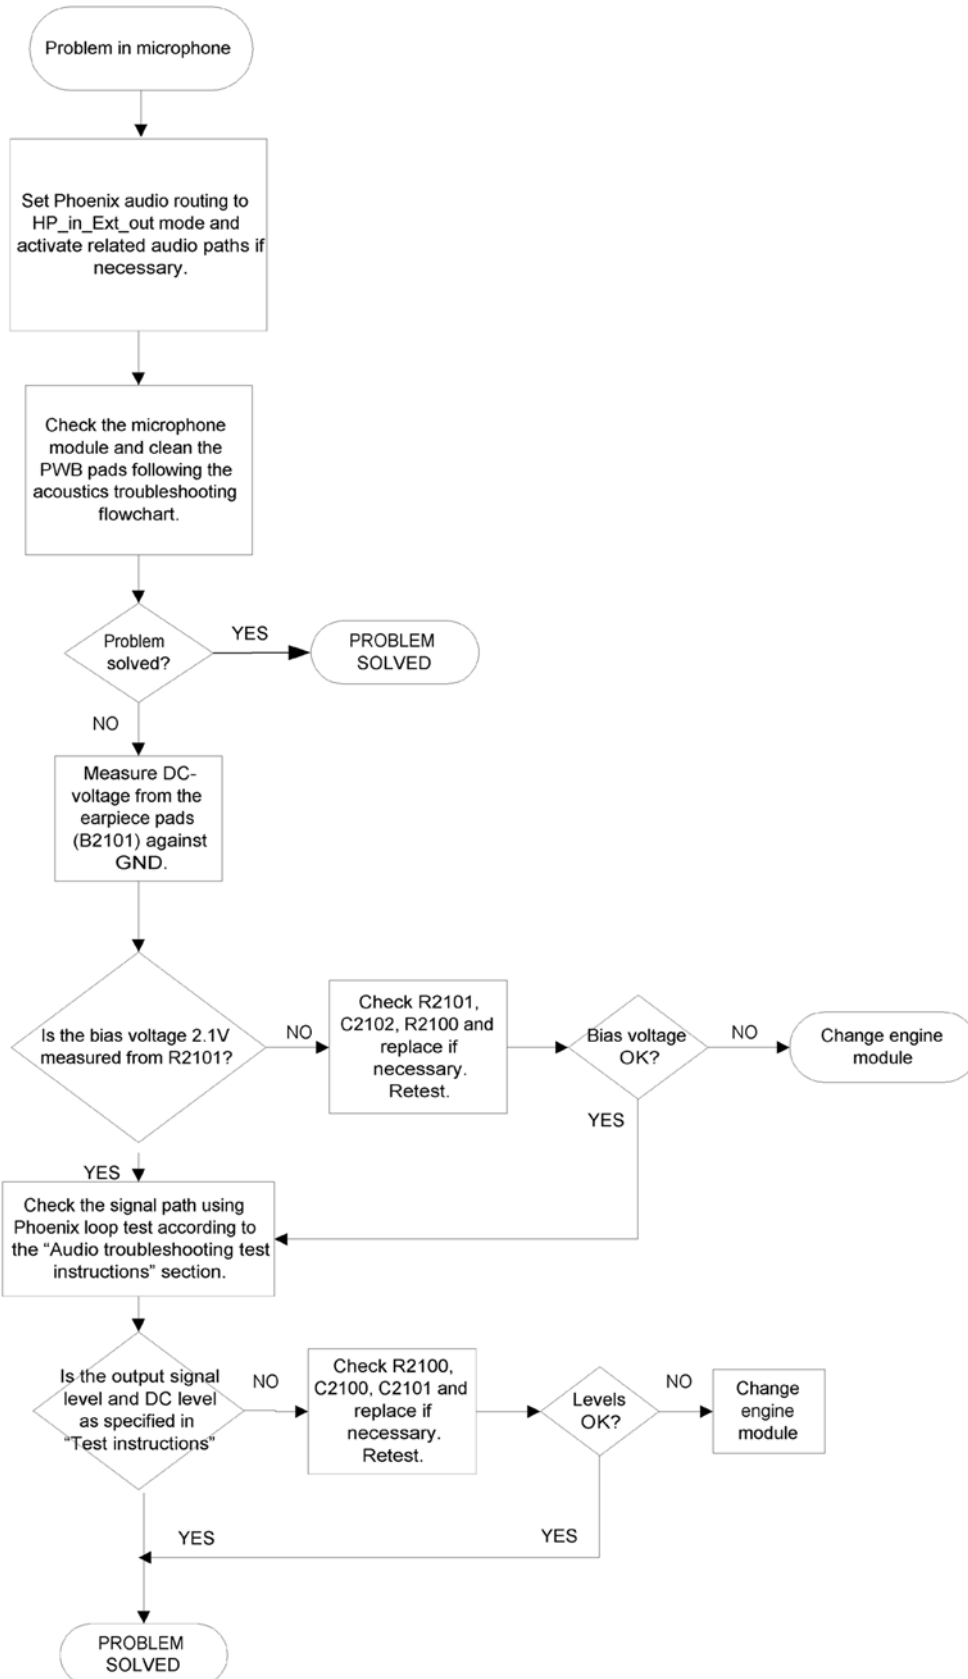 Problem in microphone
Set Phoenix audio routing to
HP_in_Ext_out mode and
activate related audio paths if
necessary.
Check the microphone
module and clean the
PWB pads following the
acoustics troubleshooting
flowchart.
Problem
solved?
YES
PROBLEM
SOLVED
NO
Measure DC-
voltage from the
earpiece pads
(B2101) against
GND.
Is the bias voltage 2.1V
measured from R2101?
NO
Check R2101,
C2102, R2100 and
replace if
necessary.
Retest.
Bias voltage
OK?
NO
Change engine
module
YES
YES
Check the signal path using
Phoenix loop test according to
the “Audio troubleshooting test
instructions” section.
Is the output signal
level and DC level
as specified in
“Test instructions”
NO
Check R2100,
C2100, C2101 and
replace if
necessary.
Retest.
Levels
OK?
NO
Change
engine
module
YES
YES
PROBLEM
SOLVED